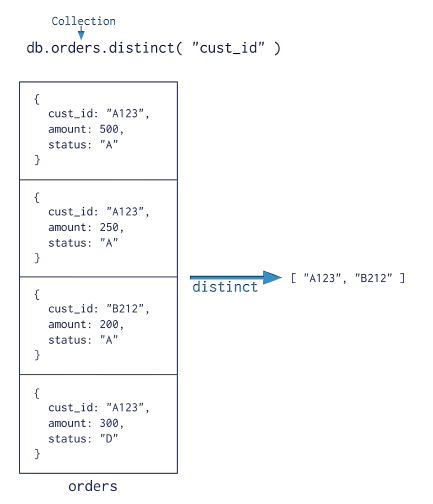 Collection
db.orders.distinct( "cust_id" )
{
cust_id: "A123",
amount: 500,
status: "A"
}
{
cust_id: "A123",
amount: 250,
status: "A"
}
{
cust_id: "B212",
amount: 200,
status: "A"
}
{
cust_id: "A123",
amount: 300,
status: "D"
}
orders
distinct
[ "A123", "B212" ]